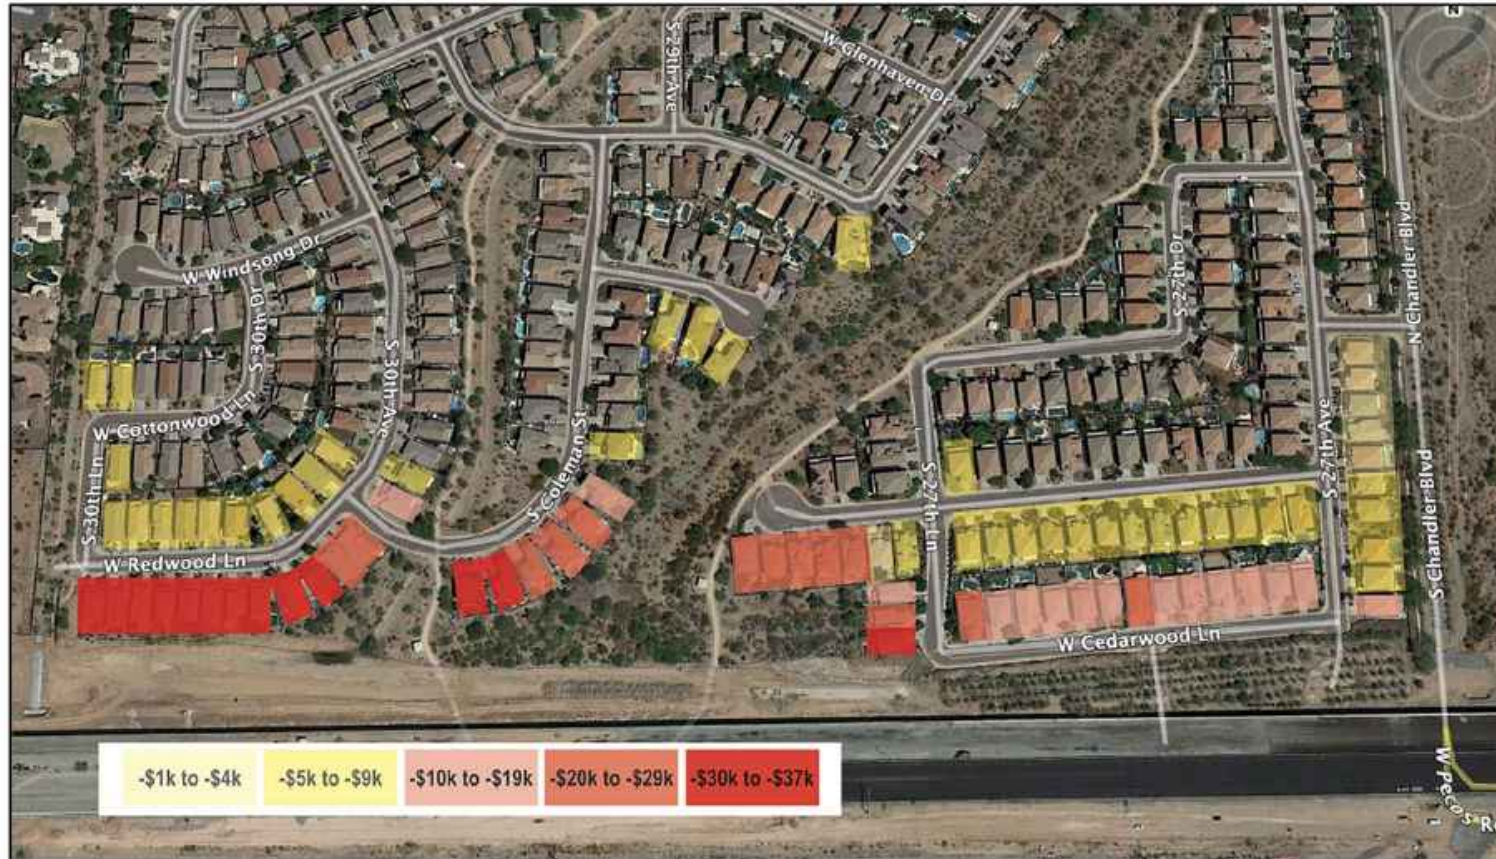 S 29th Ave
W Glenhaven Dr
W Windsong Dr
S 30th Dr
S 30th Ave
S 27th Dr
N Chandler Blvd
W Cottonwood Ln
S 30th Ln
S Coleman St
S 27th Ln
S 27th Ave
S Chandler Blvd
W Redwood Ln
W Cedarwood Ln
-$1k to -$4k
-$5k to -$9k
-$10k to -$19k
-$20k to -$29k
-$30k to -$37k
W Pecos R